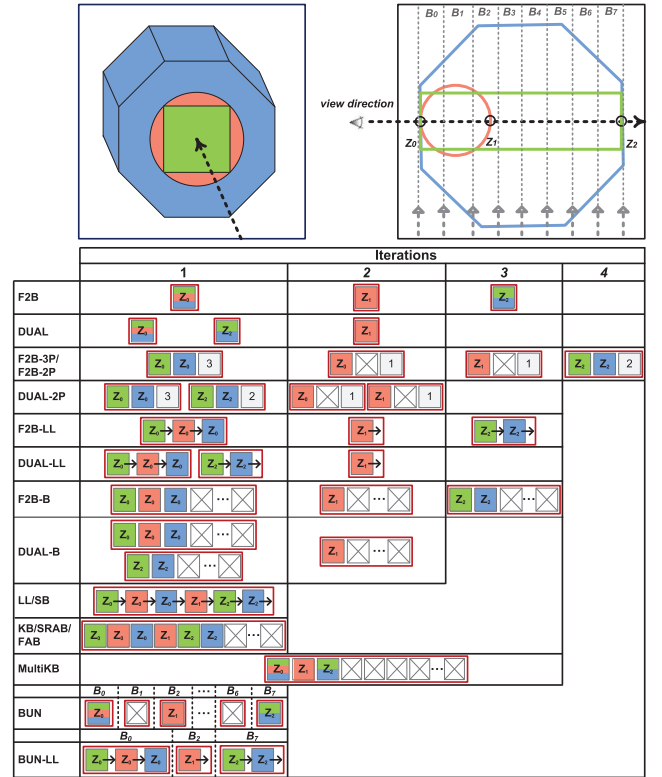 B0 B1 B2 B3 B4 B5 B6 B7
view direction
Z0 Z1 Z2
Iterations
1 2 3 4
F2B Z0 Z1 Z2
DUAL Z0 Z2 Z1
F2B-3P/
F2B-2P Z0 Z0 3 Z0 1 Z1 1 Z2 Z2 2
DUAL-2P Z0 Z0 3 Z2 Z2 2 Z0 1 Z1 1
F2B-LL Z0 Z0 Z0 Z1 Z2 Z2
DUAL-LL Z0 Z0 Z0 Z2 Z2 Z1
F2B-B Z0 Z0 Z0 ... Z1 ... Z2 Z2 ...
DUAL-B Z0 Z0 Z0 ... Z1 ...
Z2 Z2 ...
LL/SB Z0 Z0 Z0 Z1 Z2 Z2
KB/SRAB/
FAB Z0 Z0 Z0 Z1 Z2 Z2 ...
MultiKB Z0 Z1 Z2 ...
B0 B1 B2 ... B6 B7
BUN Z0 Z1 ... Z2
B0 B2 B7
BUN-LL Z0 Z0 Z0 Z1 Z2 Z2